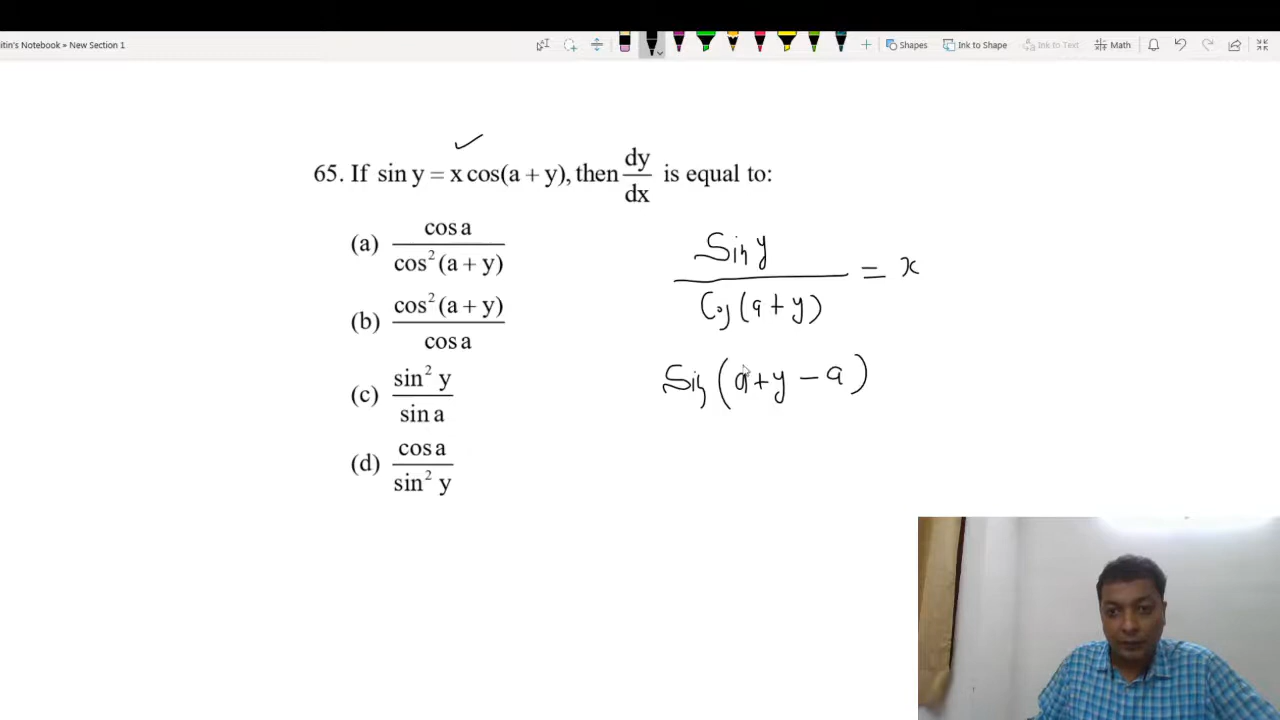 itin's Notebook » New Section 1
Shapes Ink to Shape Ink to Text Math
65. If sin y = x cos(a + y), then dy/dx is equal to:
(a) cos a / cos² (a + y)
(b) cos² (a + y) / cos a
(c) sin² y / sin a
(d) cos a / sin² y
Sin y / Cos (a + y) = x
Sin (a + y − a)